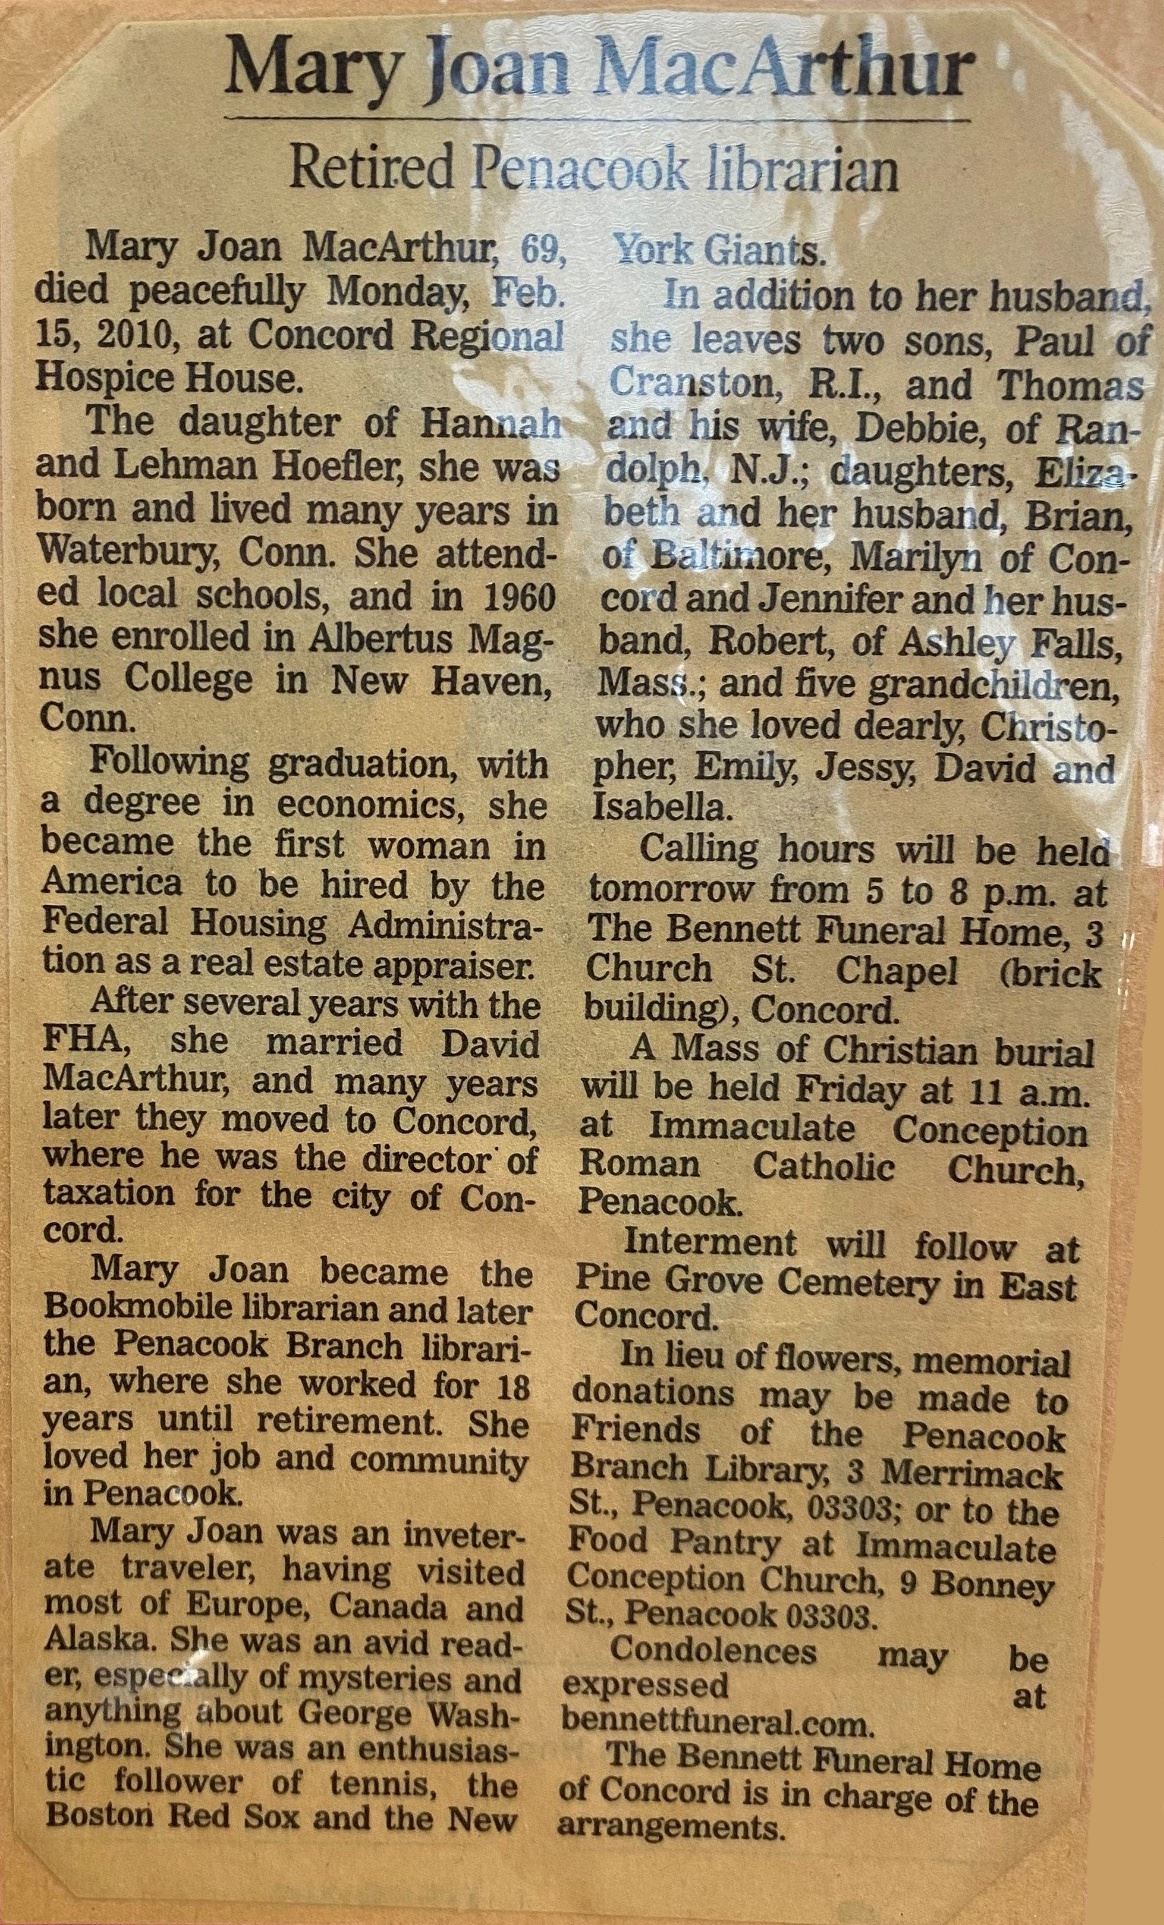 Mary Joan MacArthur
Retired Penacook librarian
Mary Joan MacArthur, 69,
died peacefully Monday, Feb.
15, 2010, at Concord Regional
Hospice House.
The daughter of Hannah
and Lehman Hoefler, she was
born and lived many years in
Waterbury, Conn. She attend-
ed local schools, and in 1960
she enrolled in Albertus Mag-
nus College in New Haven,
Conn.
Following graduation, with
a degree in economics, she
became the first woman in
America to be hired by the
Federal Housing Administra-
tion as a real estate appraiser.
After several years with the
FHA, she married David
MacArthur, and many years
later they moved to Concord,
where he was the director of
taxation for the city of Con-
cord.
Mary Joan became the
Bookmobile librarian and later
the Penacook Branch librari-
an, where she worked for 18
years until retirement. She
loved her job and community
in Penacook.
Mary Joan was an inveter-
ate traveler, having visited
most of Europe, Canada and
Alaska. She was an avid read-
er, especially of mysteries and
anything about George Wash-
ington. She was an enthusias-
tic follower of tennis, the
Boston Red Sox and the New
York Giants.
In addition to her husband,
she leaves two sons, Paul of
Cranston, R.I., and Thomas
and his wife, Debbie, of Ran-
dolph, N.J.; daughters, Eliza-
beth and her husband, Brian,
of Baltimore, Marilyn of Con-
cord and Jennifer and her hus-
band, Robert, of Ashley Falls,
Mass.; and five grandchildren,
who she loved dearly, Christo-
pher, Emily, Jessy, David and
Isabella.
Calling hours will be held
tomorrow from 5 to 8 p.m. at
The Bennett Funeral Home, 3
Church St. Chapel (brick
building), Concord.
A Mass of Christian burial
will be held Friday at 11 a.m.
at Immaculate Conception
Roman Catholic Church,
Penacook.
Interment will follow at
Pine Grove Cemetery in East
Concord.
In lieu of flowers, memorial
donations may be made to
Friends of the Penacook
Branch Library, 3 Merrimack
St., Penacook, 03303; or to the
Food Pantry at Immaculate
Conception Church, 9 Bonney
St., Penacook 03303.
Condolences may be
expressed at
bennettfuneral.com.
The Bennett Funeral Home
of Concord is in charge of the
arrangements.